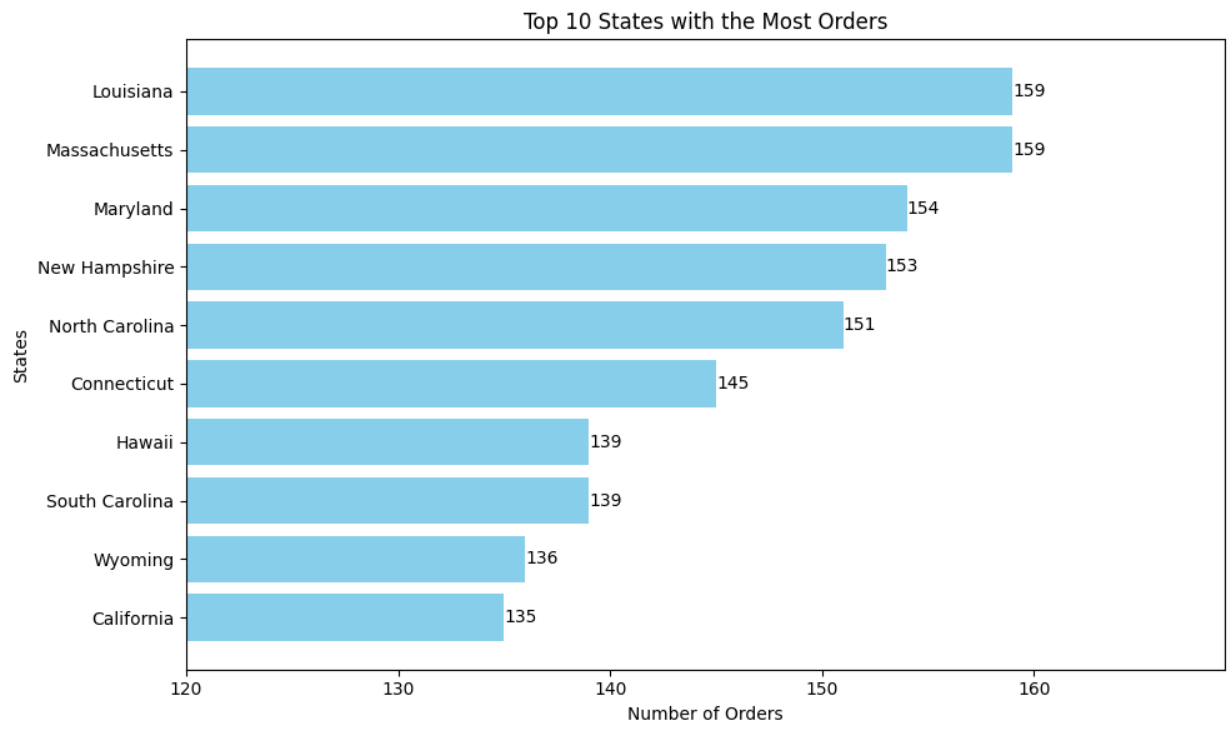 Top 10 States with the Most Orders
Louisiana 159
Massachusetts 159
Maryland 154
New Hampshire 153
North Carolina 151
Connecticut 145
Hawaii 139
South Carolina 139
Wyoming 136
California 135
States
120 130 140 150 160
Number of Orders